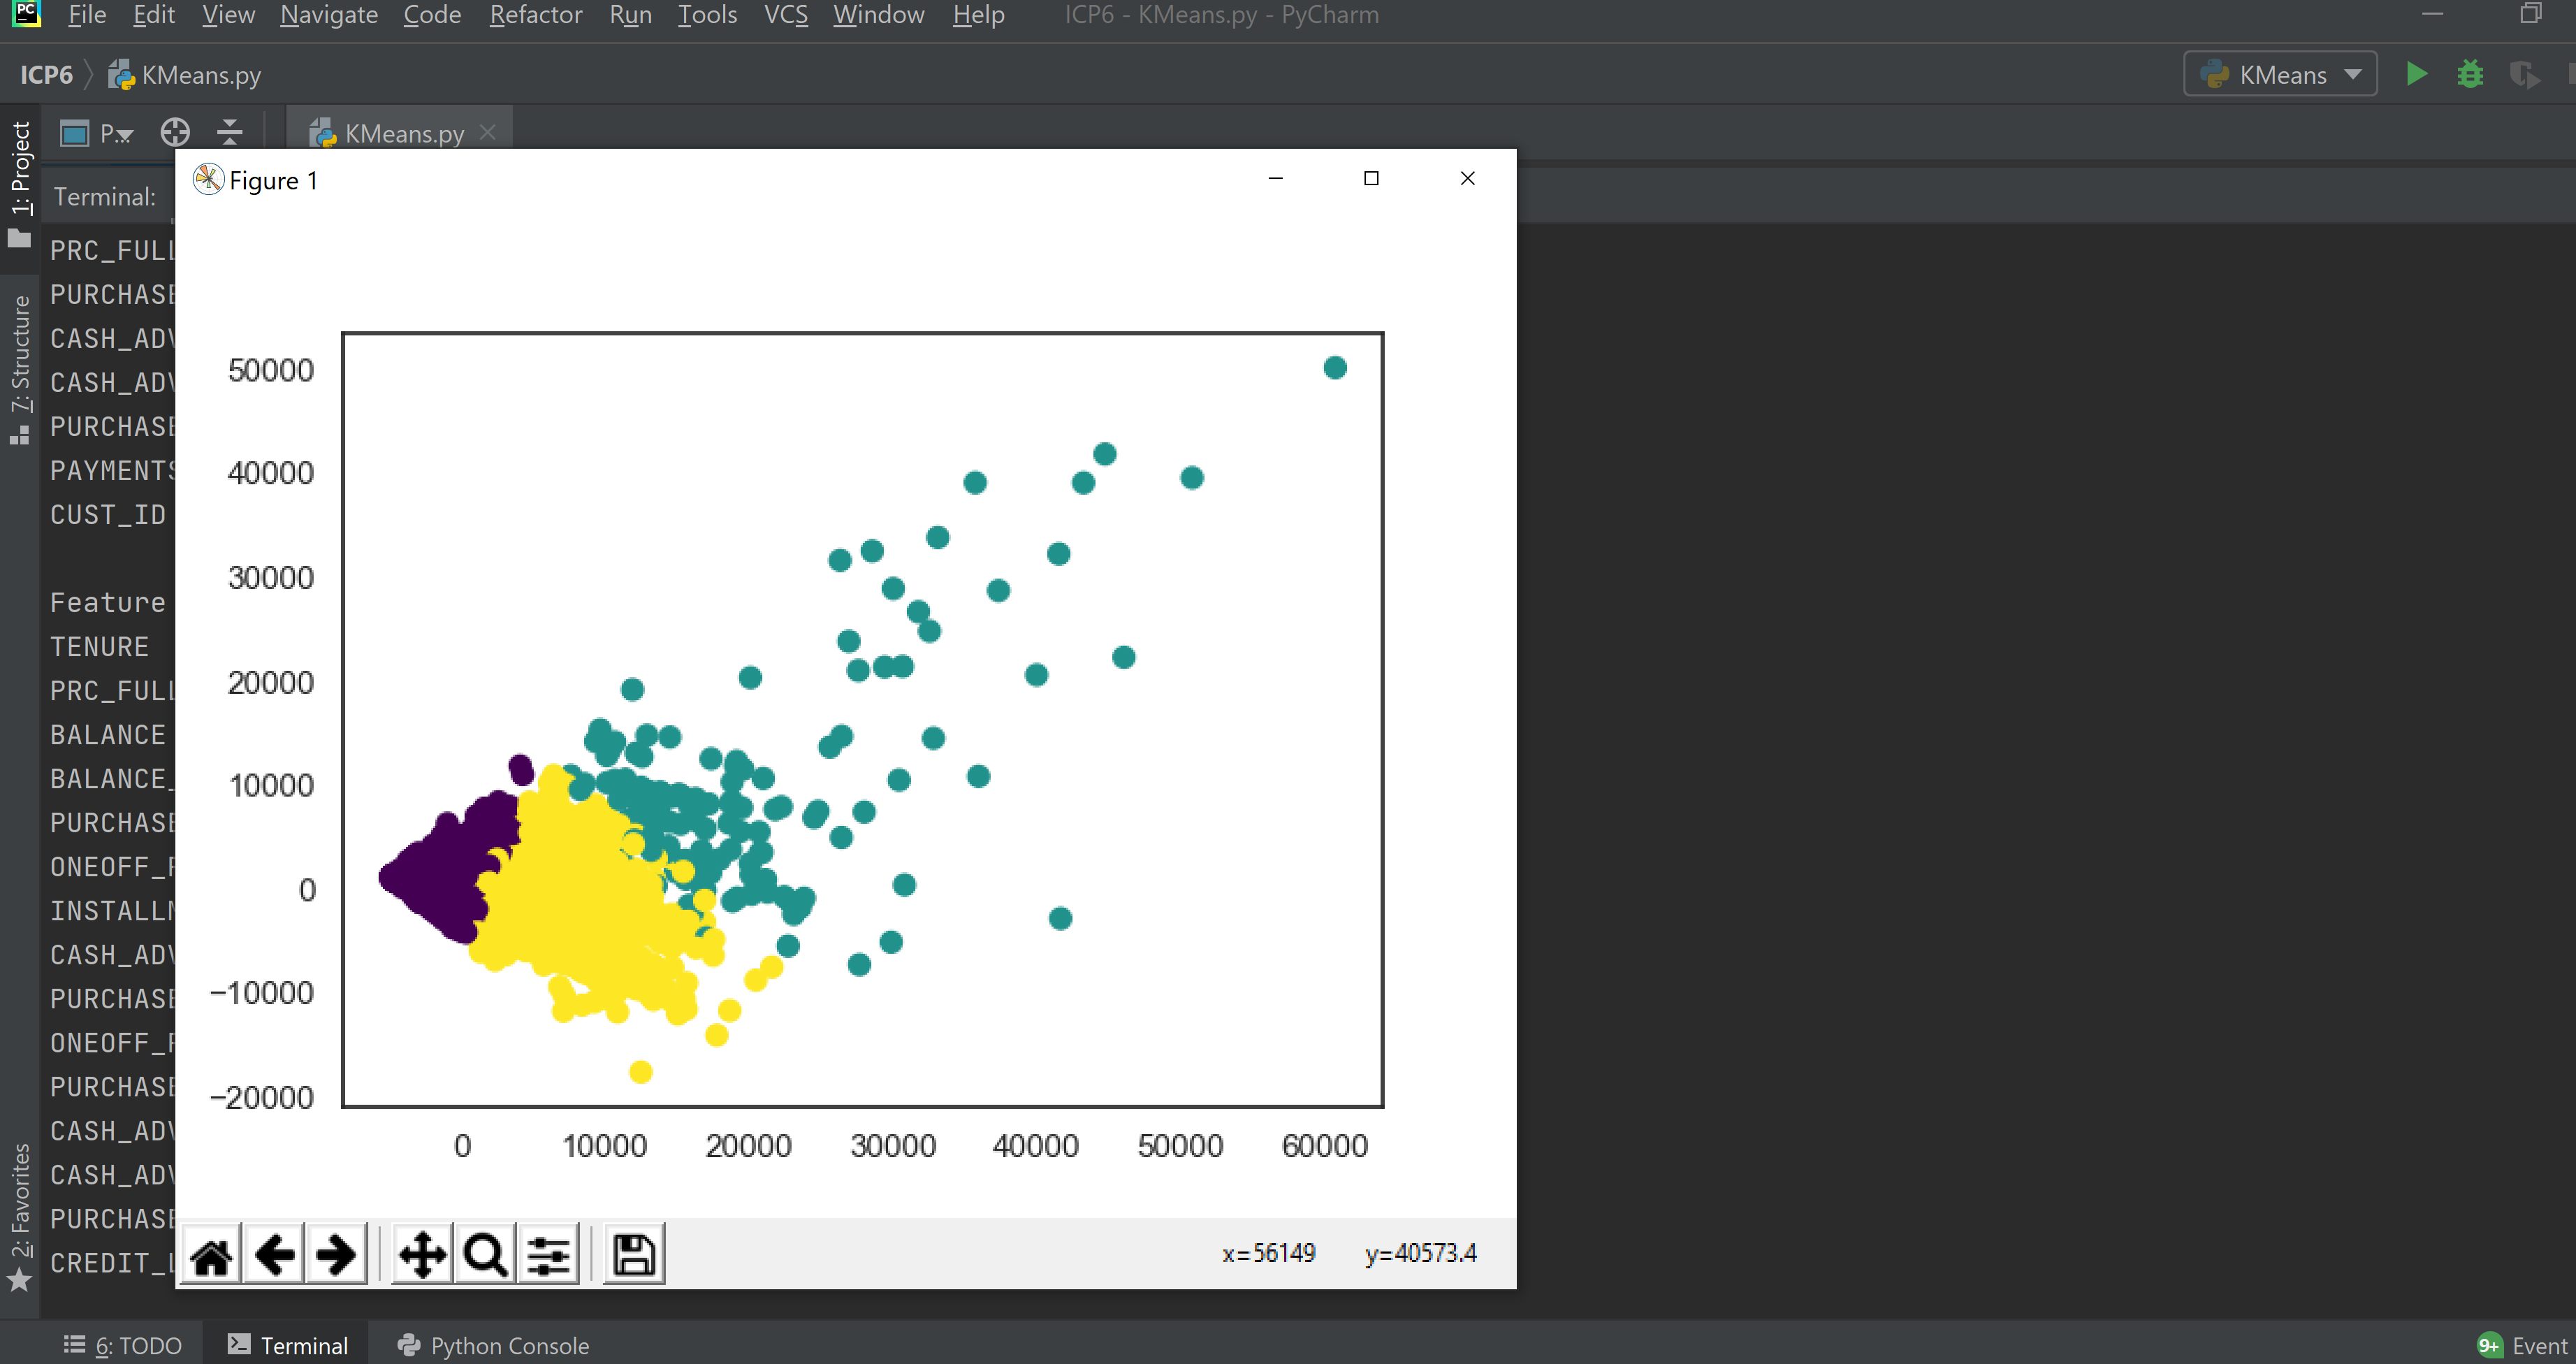 PC File Edit View Navigate Code Refactor Run Tools VCS Window Help ICP6 - KMeans.py - PyCharm
ICP6 KMeans.py KMeans
1: Project P... KMeans.py
Figure 1
Terminal:
PRC_FULL
PURCHASE
CASH_ADV
CASH_ADV
PURCHASE
PAYMENTS
CUST_ID
Feature
TENURE
PRC_FULL
BALANCE
BALANCE_
PURCHASE
ONEOFF_P
INSTALLM
CASH_ADV
PURCHASE
ONEOFF_P
PURCHASE
CASH_ADV
CASH_ADV
PURCHASE
CREDIT_L
7: Structure
2: Favorites
50000
40000
30000
20000
10000
0
−10000
−20000
0 10000 20000 30000 40000 50000 60000
x=56149 y=40573.4
6: TODO Terminal Python Console 9+ Event